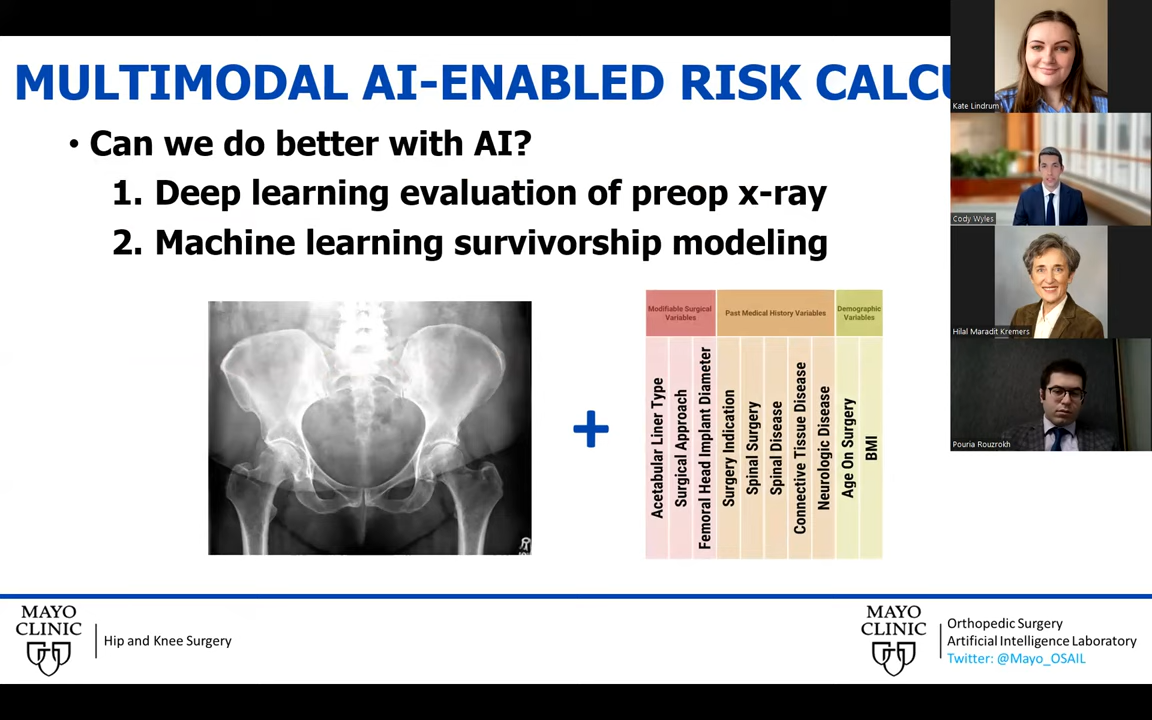 MULTIMODAL AI-ENABLED RISK CALCU
• Can we do better with AI?
1. Deep learning evaluation of preop x-ray
2. Machine learning survivorship modeling
Modifiable Surgical
Variables
Past Medical History Variables
Demographic
Variables
Acetabular Liner Type
Surgical Approach
Femoral Head Implant Diameter
Surgery Indication
Spinal Surgery
Spinal Disease
Connective Tissue Disease
Neurologic Disease
Age On Surgery
BMI
+
MAYO
CLINIC
Hip and Knee Surgery
MAYO
CLINIC
Orthopedic Surgery
Artificial Intelligence Laboratory
Twitter: @Mayo_OSAIL
Kate Lindrum
Cody Wyles
Hilal Maradit Kremers
Pouria Rouzrokh